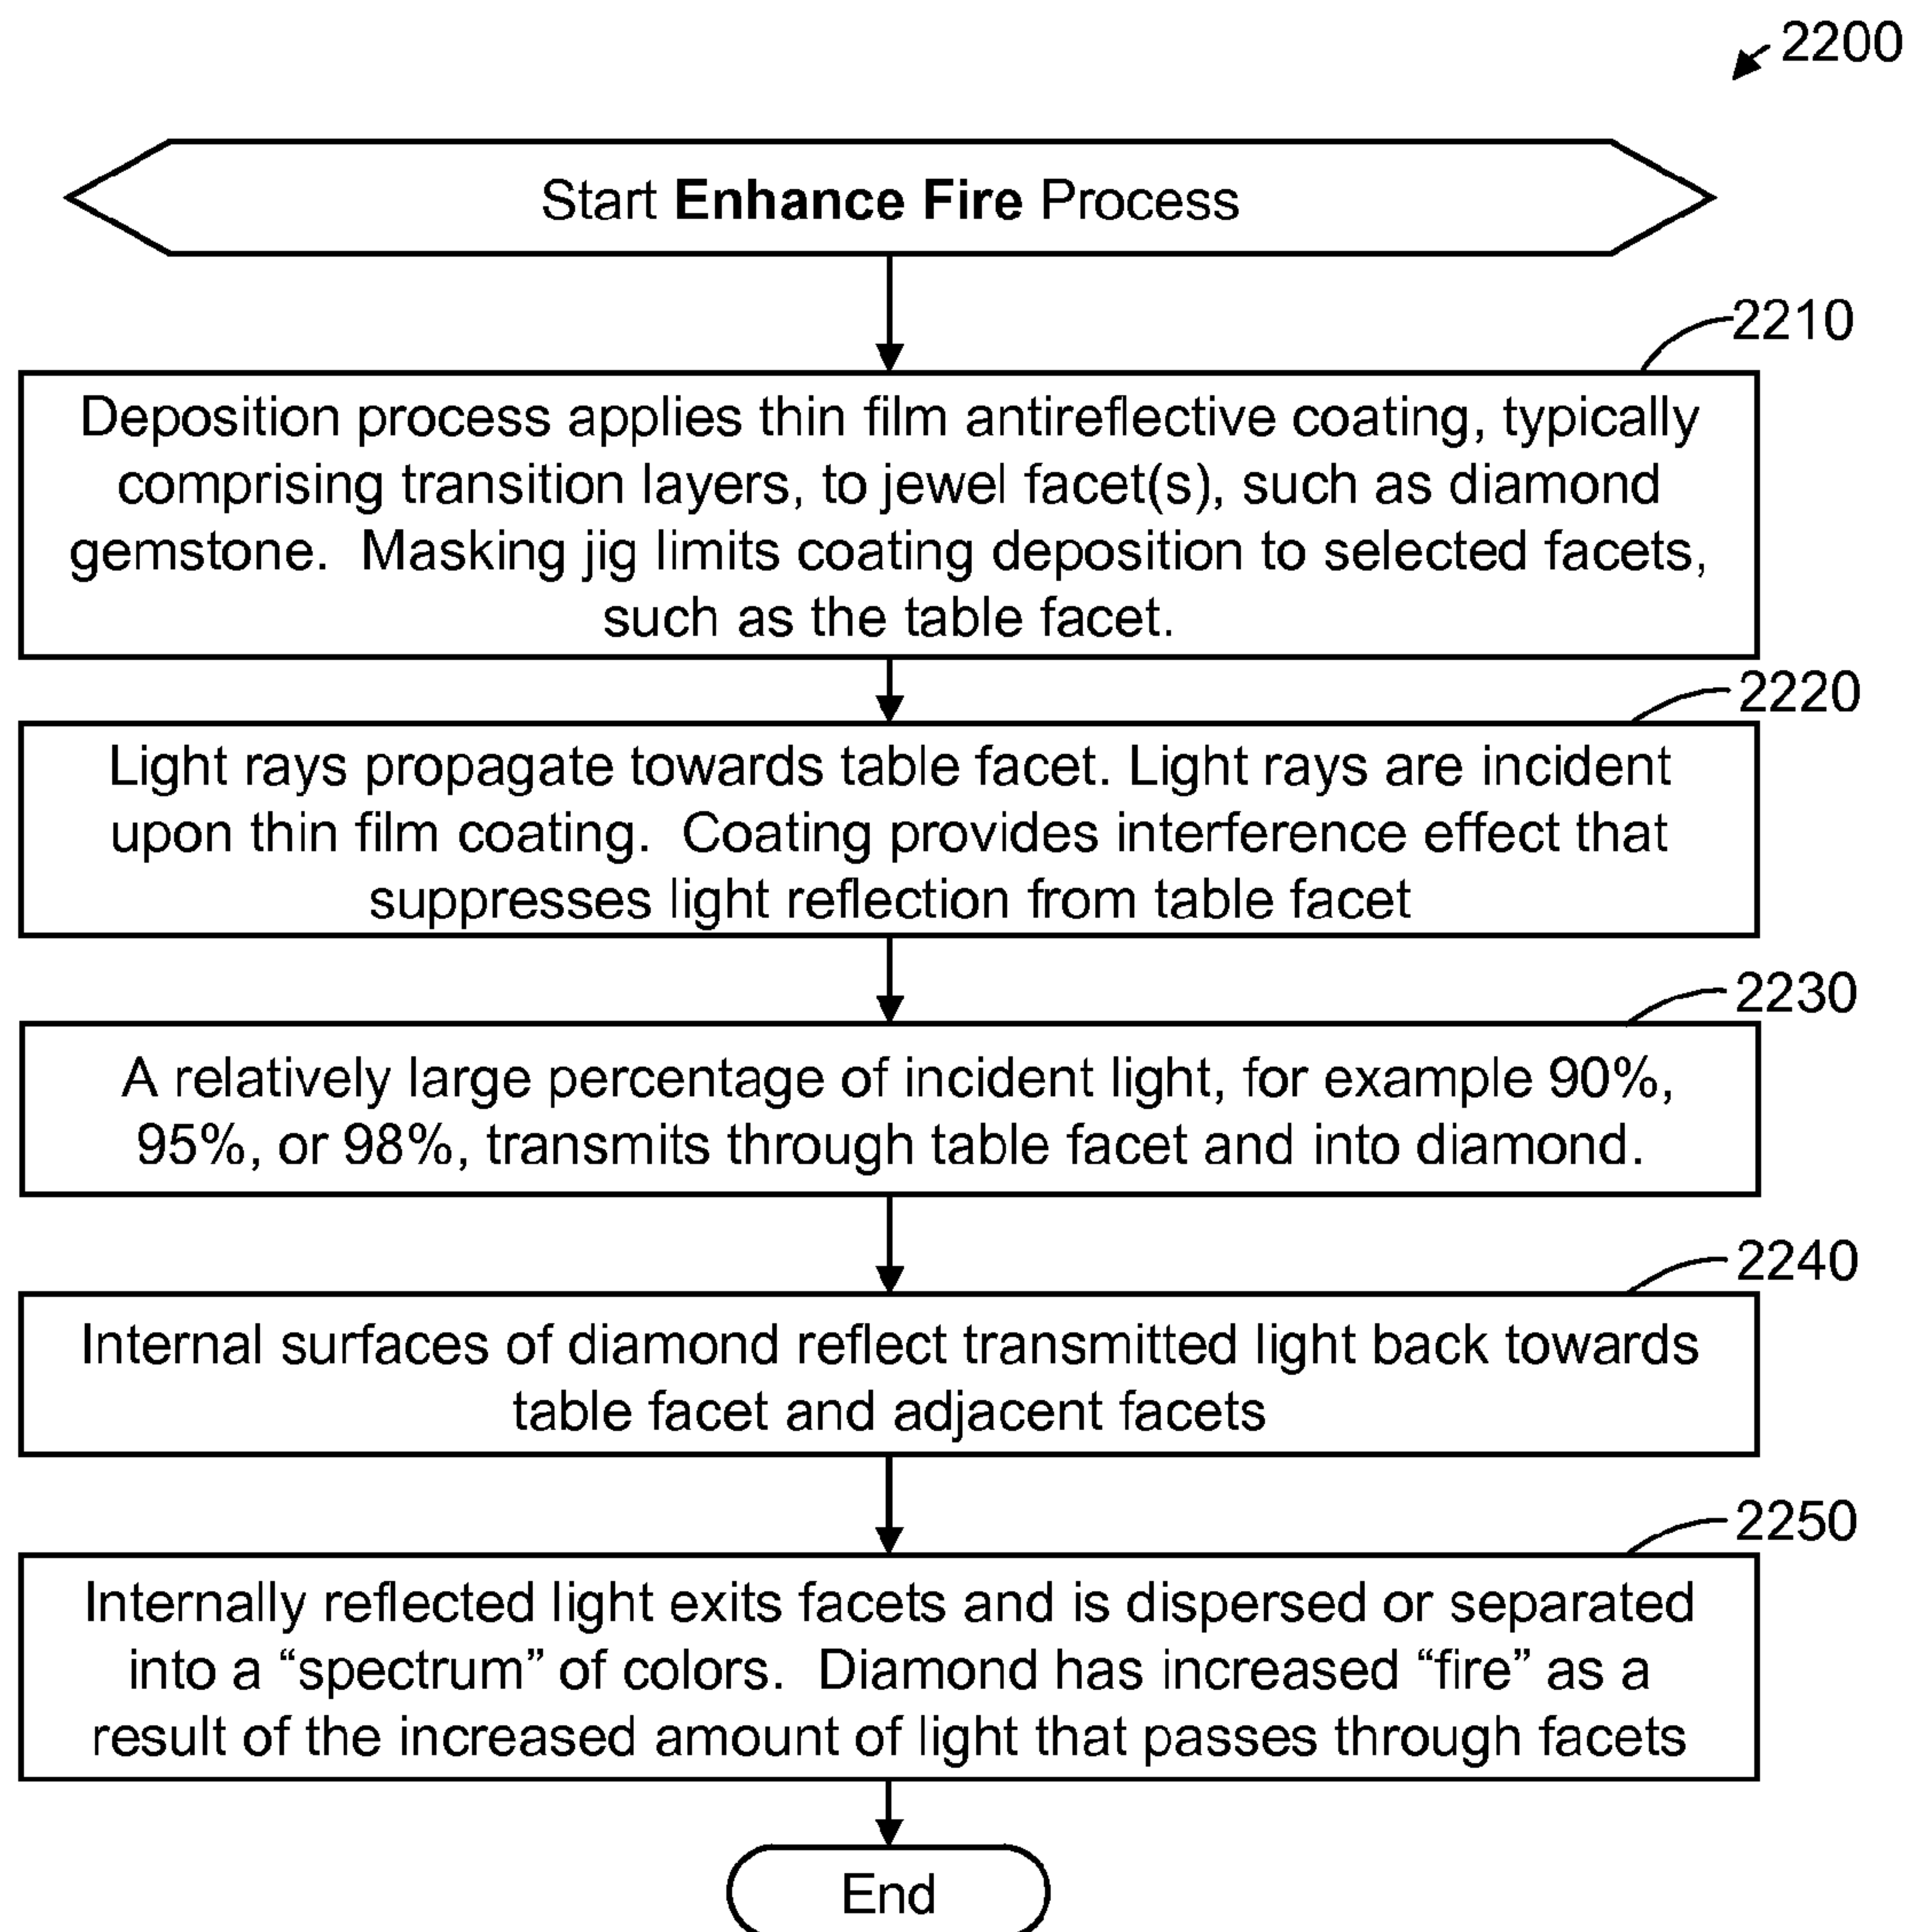 2200
Start Enhance Fire Process
2210
Deposition process applies thin film antireflective coating, typically
comprising transition layers, to jewel facet(s), such as diamond
gemstone.  Masking jig limits coating deposition to selected facets,
such as the table facet.
2220
Light rays propagate towards table facet. Light rays are incident
upon thin film coating.  Coating provides interference effect that
suppresses light reflection from table facet
2230
A relatively large percentage of incident light, for example 90%,
95%, or 98%, transmits through table facet and into diamond.
2240
Internal surfaces of diamond reflect transmitted light back towards
table facet and adjacent facets
2250
Internally reflected light exits facets and is dispersed or separated
into a “spectrum” of colors.  Diamond has increased “fire” as a
result of the increased amount of light that passes through facets
End